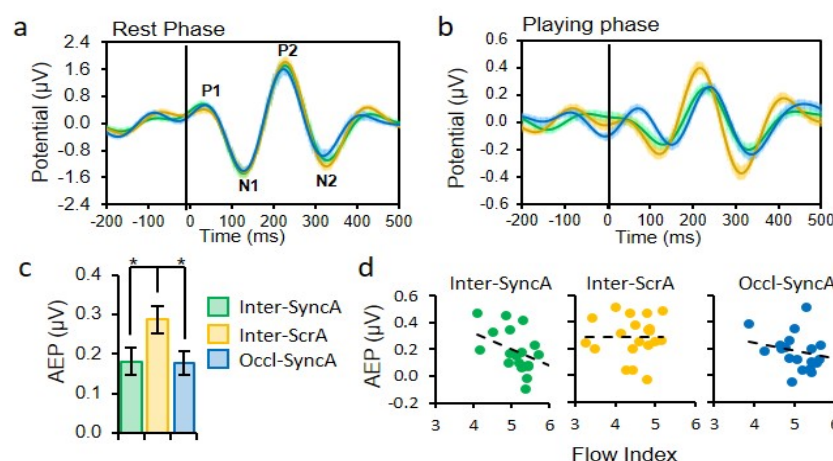 a
Rest Phase
Potential (μV)
2.4
1.6
0.8
0.0
-0.8
-1.6
-2.4
P1
P2
N1
N2
-200 -100 0 100 200 300 400 500
Time (ms)
b
Playing phase
Potential (μV)
0.6
0.4
0.2
0.0
-0.2
-0.4
-0.6
-200 -100 0 100 200 300 400 500
Time (ms)
c
AEP (μV)
0.4
0.3
0.2
0.1
0.0
* *
Inter-SyncA
Inter-ScrA
Occl-SyncA
d
Inter-SyncA Inter-ScrA Occl-SyncA
AEP (μV)
0.6
0.4
0.2
0.0
-0.2
3 4 5 6 3 4 5 6 3 4 5 6
Flow Index